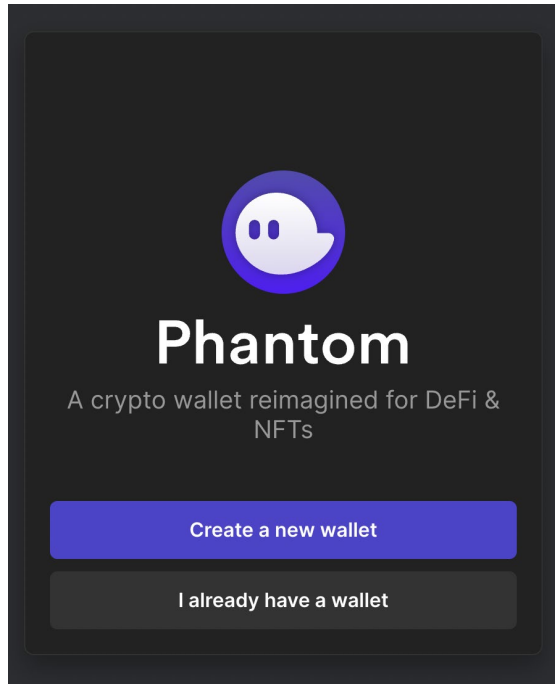 Phantom
A crypto wallet reimagined for DeFi &
NFTs
Create a new wallet
I already have a wallet